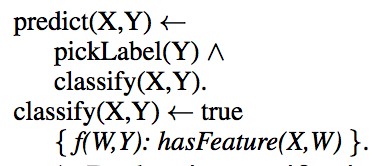 predict(X,Y) ←
pickLabel(Y) ∧
classify(X,Y).
classify(X,Y) ← true
{ f(W,Y): hasFeature(X,W) }.